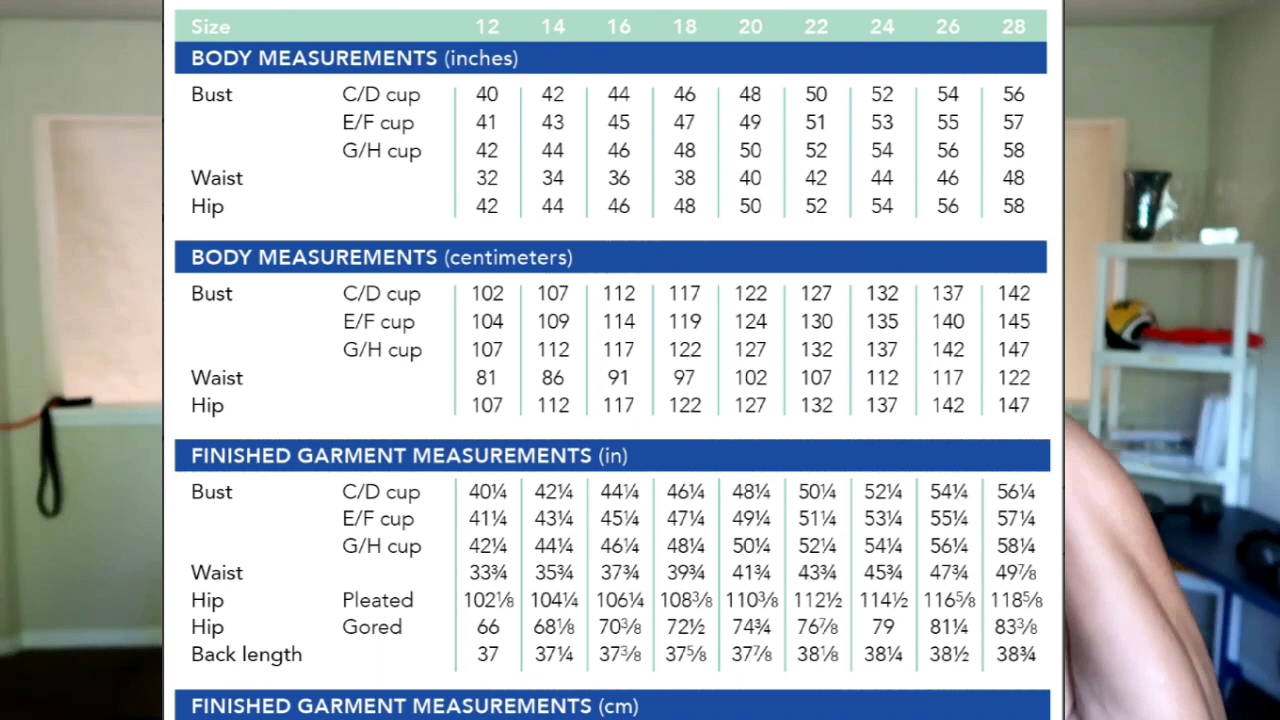 Size 12 14 16 18 20 22 24 26 28
BODY MEASUREMENTS (inches)
Bust C/D cup 40 42 44 46 48 50 52 54 56
E/F cup 41 43 45 47 49 51 53 55 57
G/H cup 42 44 46 48 50 52 54 56 58
Waist 32 34 36 38 40 42 44 46 48
Hip 42 44 46 48 50 52 54 56 58
BODY MEASUREMENTS (centimeters)
Bust C/D cup 102 107 112 117 122 127 132 137 142
E/F cup 104 109 114 119 124 130 135 140 145
G/H cup 107 112 117 122 127 132 137 142 147
Waist 81 86 91 97 102 107 112 117 122
Hip 107 112 117 122 127 132 137 142 147
FINISHED GARMENT MEASUREMENTS (in)
Bust C/D cup 40¼ 42¼ 44¼ 46¼ 48¼ 50¼ 52¼ 54¼ 56¼
E/F cup 41¼ 43¼ 45¼ 47¼ 49¼ 51¼ 53¼ 55¼ 57¼
G/H cup 42¼ 44¼ 46¼ 48¼ 50¼ 52¼ 54¼ 56¼ 58¼
Waist 33¾ 35¾ 37¾ 39¾ 41¾ 43¾ 45¾ 47¾ 49⅞
Hip Pleated 102⅛ 104¼ 106¼ 108⅜ 110⅜ 112½ 114½ 116⅝ 118⅝
Hip Gored 66 68⅛ 70⅜ 72½ 74¾ 76⅞ 79 81¼ 83⅜
Back length 37 37¼ 37⅜ 37⅝ 37⅞ 38⅛ 38¼ 38½ 38¾
FINISHED GARMENT MEASUREMENTS (cm)